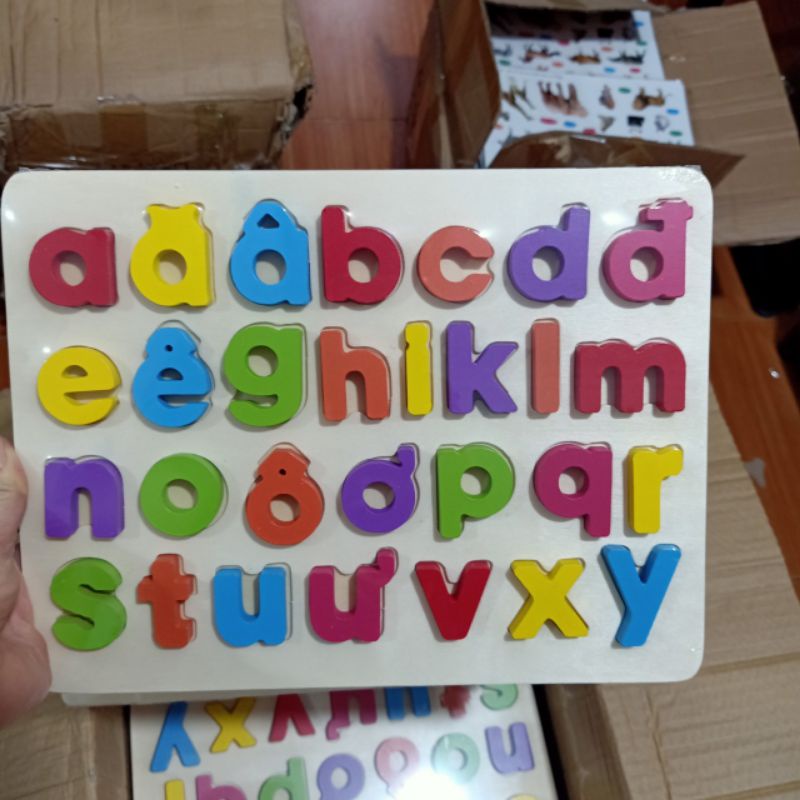 a ă â b c d đ
e ê g h i k l m
n o ô ơ p q r
s t u ư v x y